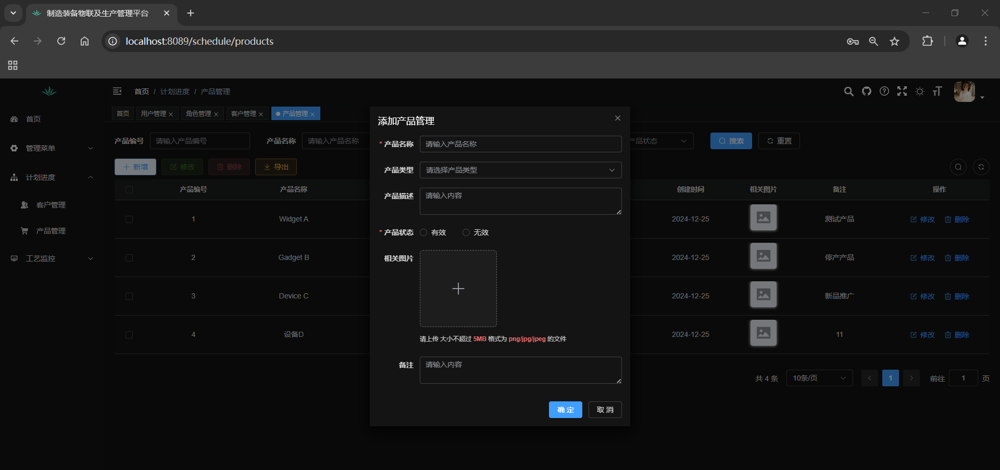 制造装备物联及生产管理平台
localhost:8089/schedule/products
首页 / 计划进度 / 产品管理
首页 用户管理 角色管理 客户管理 产品管理
首页
管理菜单
计划进度
客户管理
产品管理
工艺监控
产品编号 请输入产品编号 产品名称 请输入产品名称 产品状态 搜索 重置
新增 修改 删除 导出
产品编号 产品名称 创建时间 相关图片 备注 操作
1 Widget A 2024-12-25 测试产品 修改 删除
2 Gadget B 2024-12-25 停产产品 修改 删除
3 Device C 2024-12-25 新品推广 修改 删除
4 设备D 2024-12-25 11 修改 删除
共 4 条 10条/页 1 前往 1 页
添加产品管理
* 产品名称 请输入产品名称
产品类型 请选择产品类型
产品描述 请输入内容
* 产品状态 有效 无效
相关图片
请上传 大小不超过 5MB 格式为 png/jpg/jpeg 的文件
备注 请输入内容
确 定 取 消